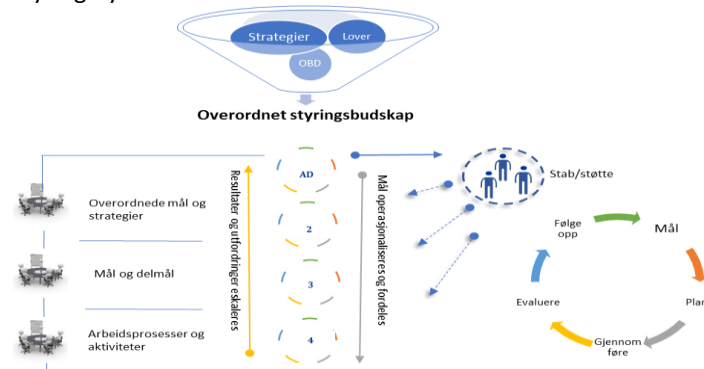 Strategier
Lover
OBD
Overordnet styringsbudskap
AD
2
3
4
Resultater og utfordringer eskaleres
Mål operasjonaliseres og fordeles
Overordnede mål og
strategier
Mål og delmål
Arbeidsprosesser og
aktiviteter
Stab/støtte
Følge
opp
Mål
Plan
Gjennom
føre
Evaluere